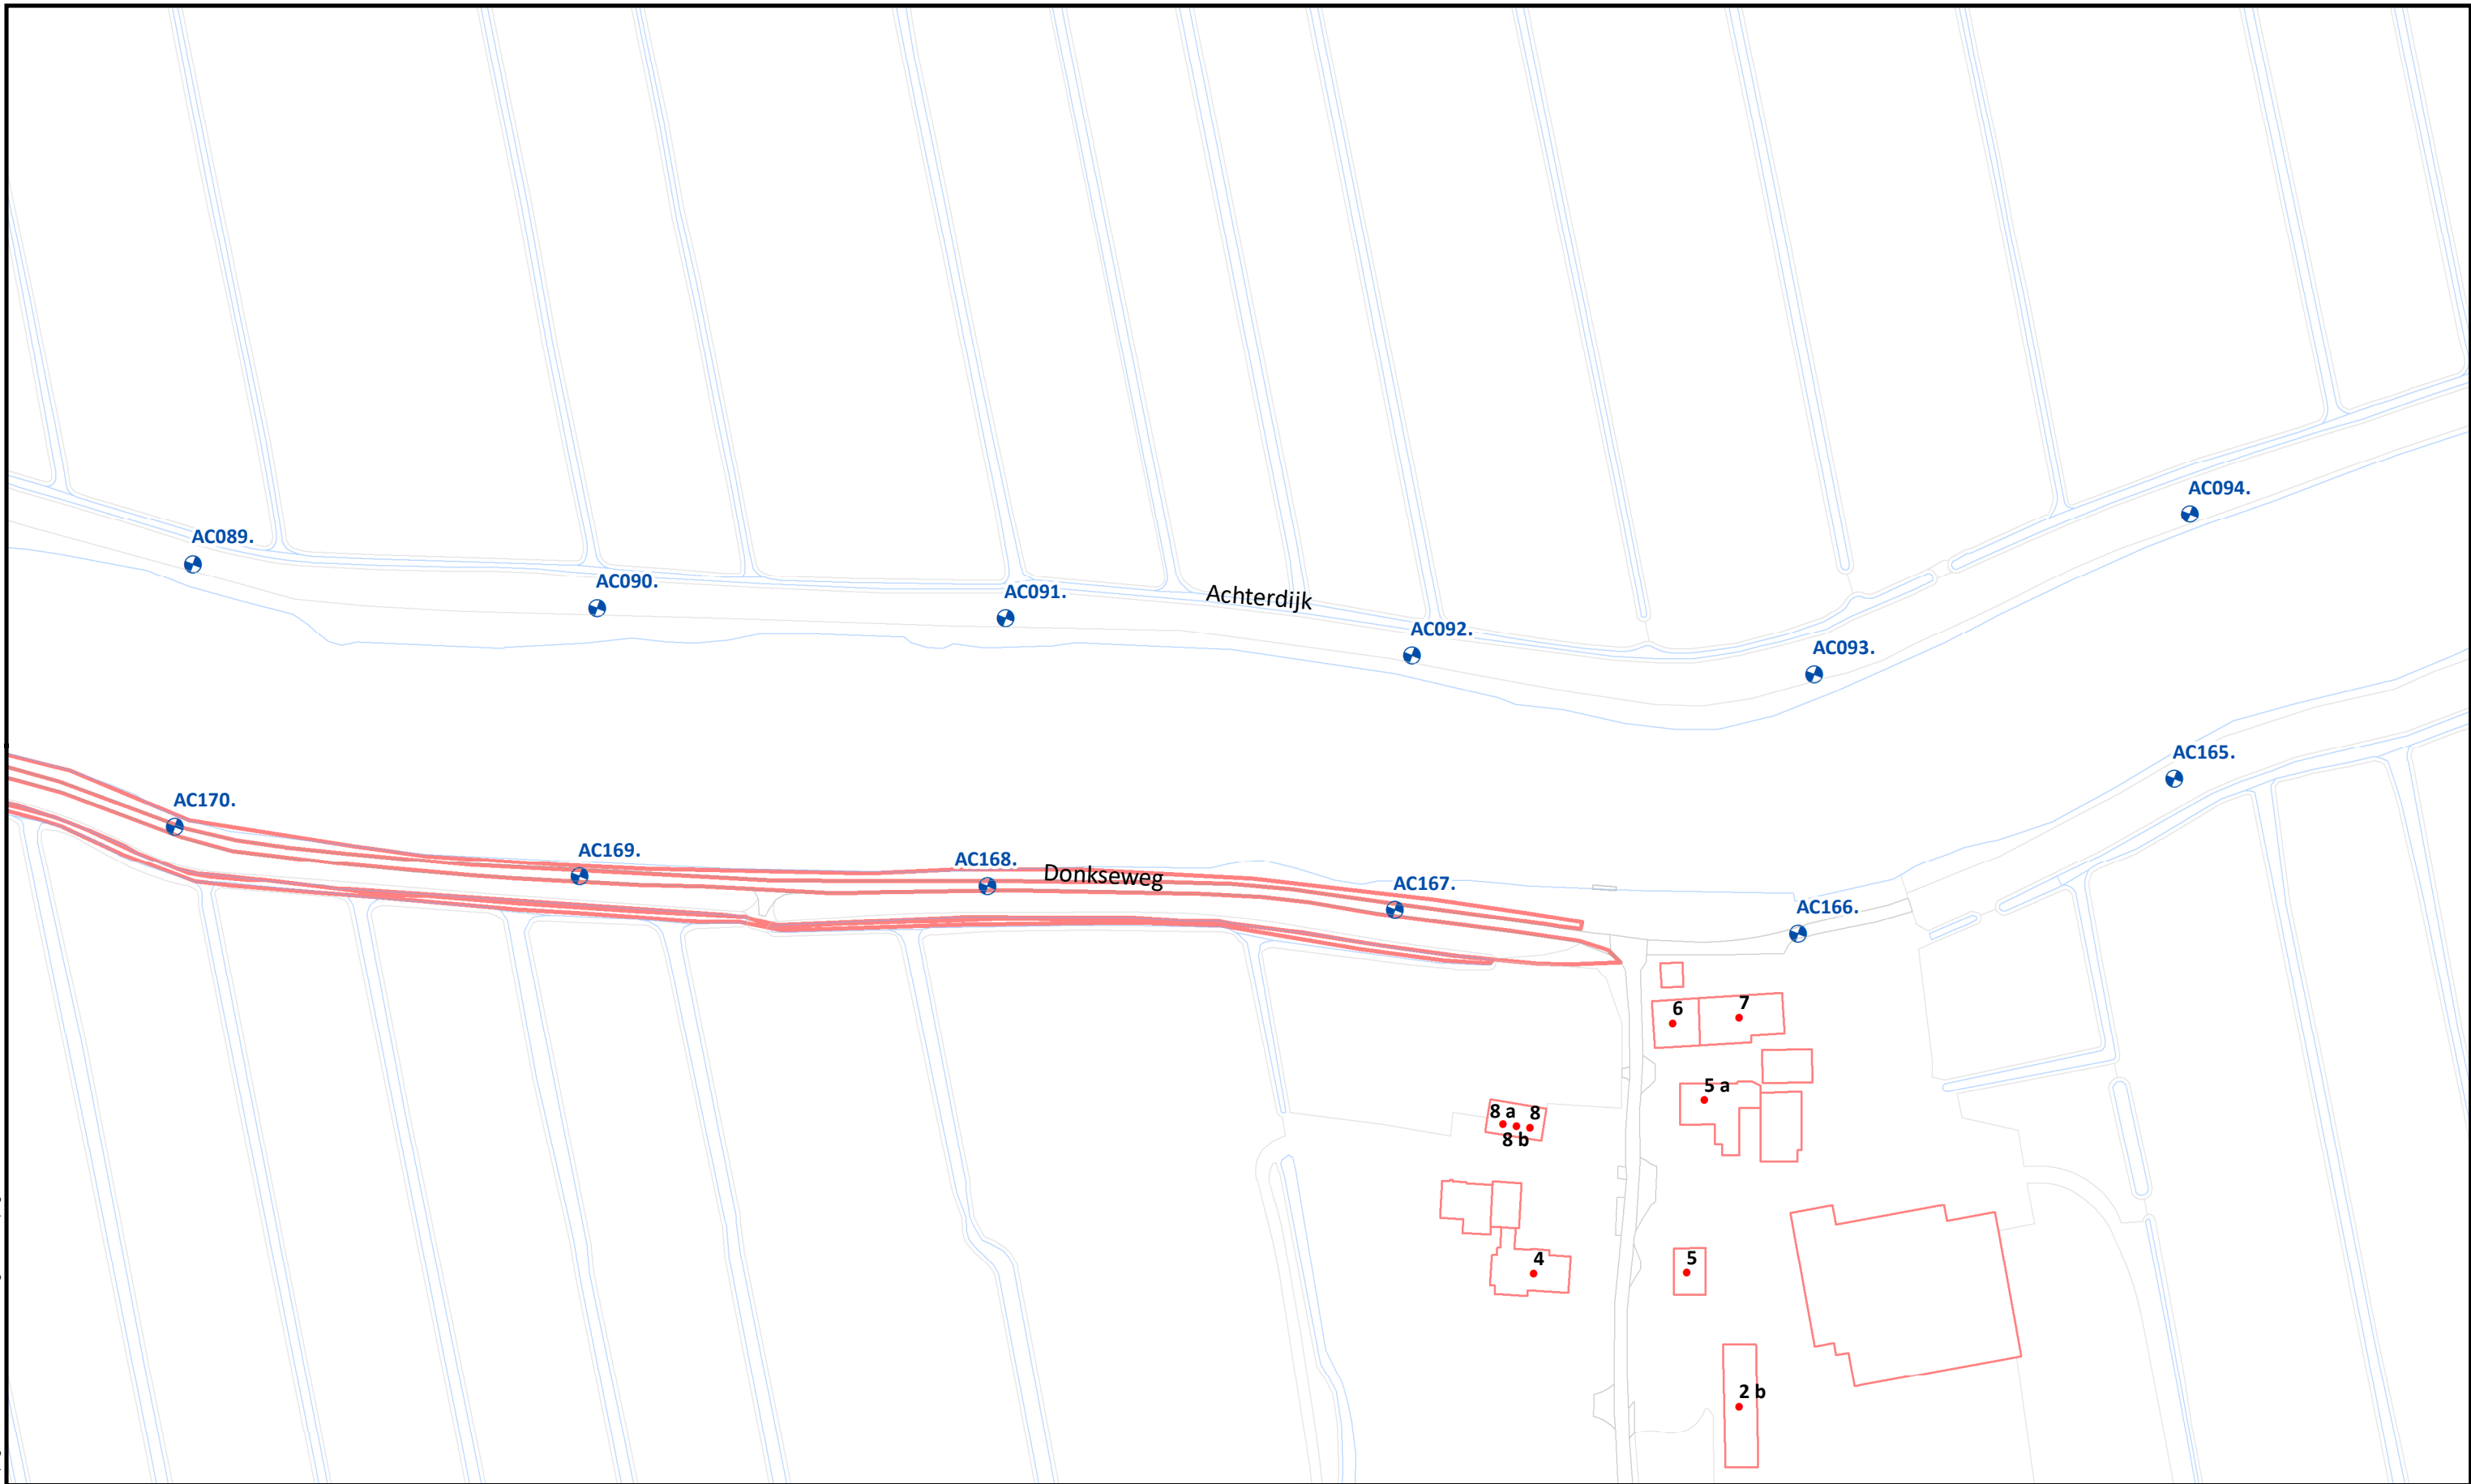 AC094.
AC089.
AC090.
AC091.
Achterdijk
AC092.
AC093.
AC165.
AC170.
AC169.
AC168.
Donkseweg
AC167.
AC166.
6
7
5 a
8 a
8
8 b
4
5
2 b